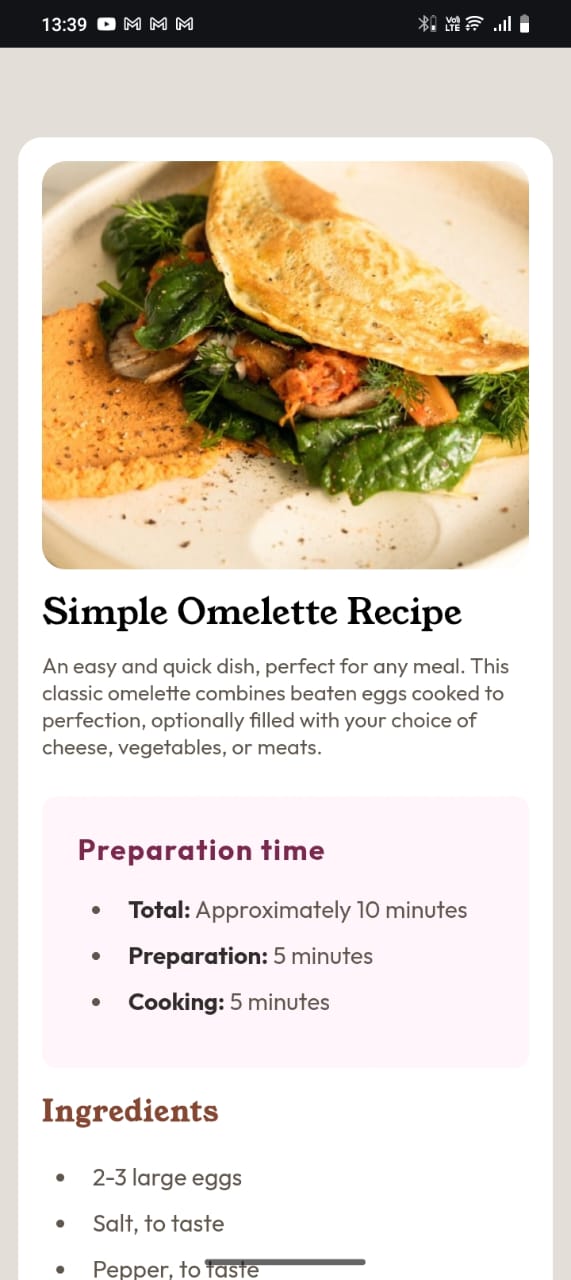 13:39
Vo))
LTE
Simple Omelette Recipe
An easy and quick dish, perfect for any meal. This
classic omelette combines beaten eggs cooked to
perfection, optionally filled with your choice of
cheese, vegetables, or meats.
Preparation time
• Total: Approximately 10 minutes
• Preparation: 5 minutes
• Cooking: 5 minutes
Ingredients
• 2-3 large eggs
• Salt, to taste
• Pepper, to taste